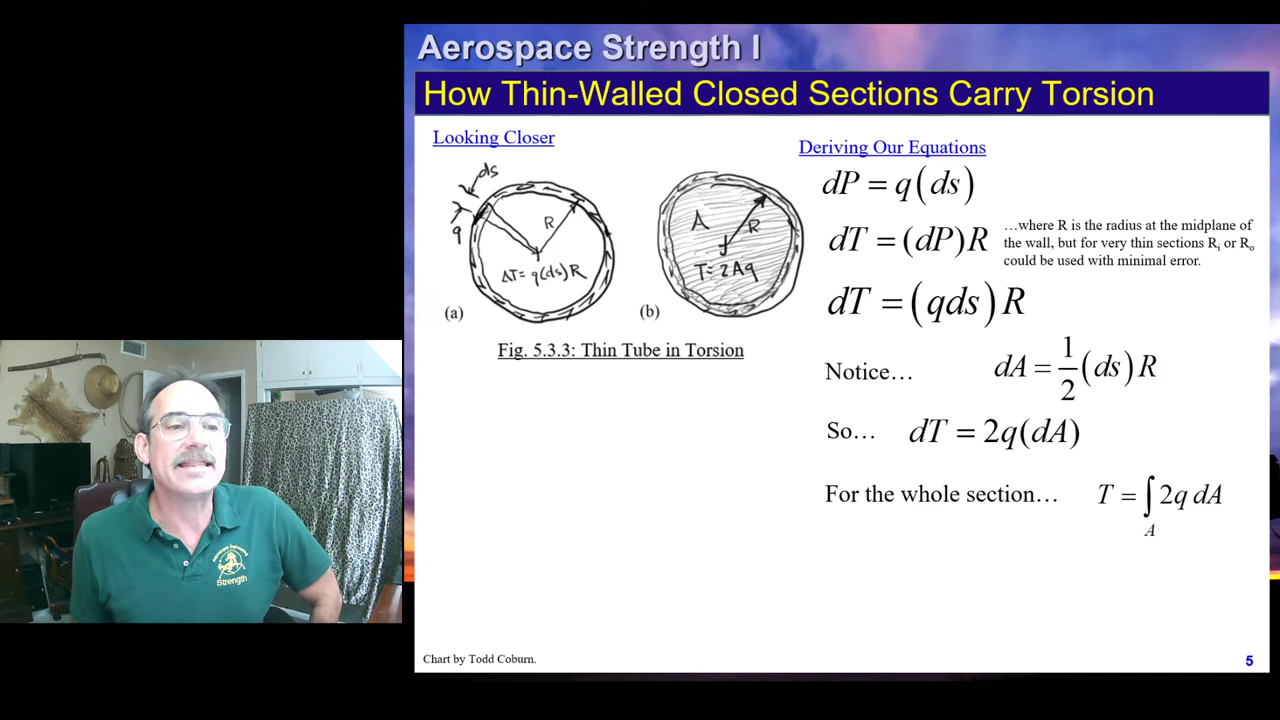 Aerospace Strength I
How Thin-Walled Closed Sections Carry Torsion
Looking Closer
ds
q
R
ΔT = q(ds)R
(a)
A
R
T=2Aq
(b)
Fig. 5.3.3: Thin Tube in Torsion
Deriving Our Equations
dP = q(ds)
dT = (dP)R
…where R is the radius at the midplane of
the wall, but for very thin sections Ri or Ro
could be used with minimal error.
dT = (qds)R
Notice… dA = 1/2 (ds)R
So… dT = 2q(dA)
For the whole section… T = ∫A 2q dA
Strength
Chart by Todd Coburn.
5